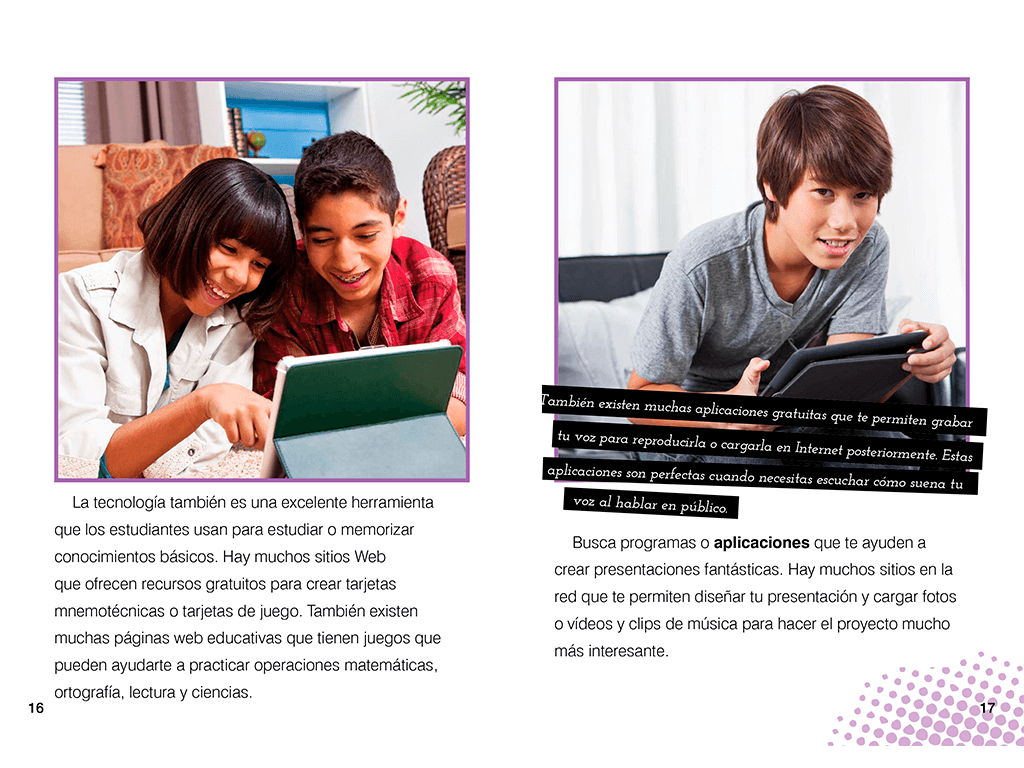 La tecnología también es una excelente herramienta
que los estudiantes usan para estudiar o memorizar
conocimientos básicos. Hay muchos sitios Web
que ofrecen recursos gratuitos para crear tarjetas
mnemotécnicas o tarjetas de juego. También existen
muchas páginas web educativas que tienen juegos que
pueden ayudarte a practicar operaciones matemáticas,
ortografía, lectura y ciencias.
16
También existen muchas aplicaciones gratuitas que te permiten grabar
tu voz para reproducirla o cargarla en Internet posteriormente. Estas
aplicaciones son perfectas cuando necesitas escuchar cómo suena tu
voz al hablar en público.
Busca programas o aplicaciones que te ayuden a
crear presentaciones fantásticas. Hay muchos sitios en la
red que te permiten diseñar tu presentación y cargar fotos
o vídeos y clips de música para hacer el proyecto mucho
más interesante.
17